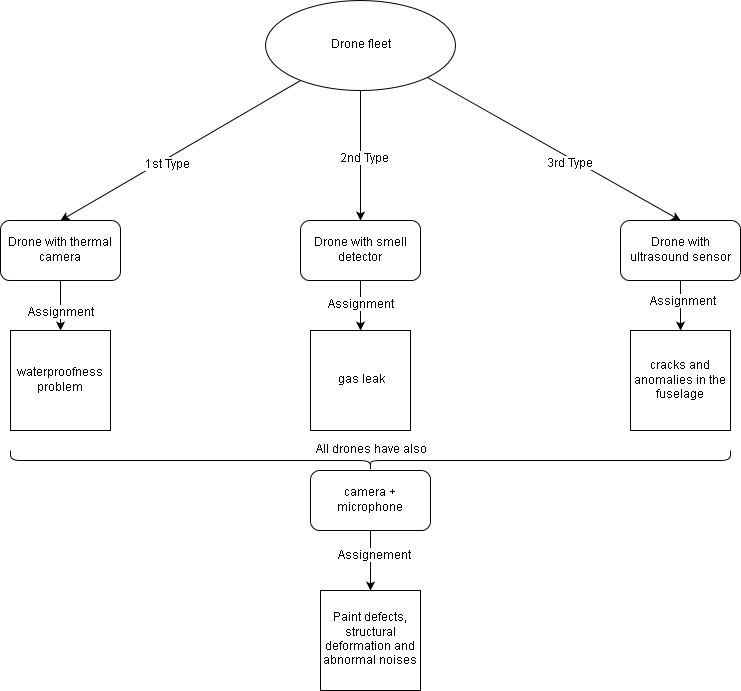 Drone fleet
1st Type
2nd Type
3rd Type
Drone with thermal
camera
Drone with smell
detector
Drone with
ultrasound sensor
Assignment
Assignment
Assignment
waterproofness
problem
gas leak
cracks and
anomalies in the
fuselage
All drones have also
camera +
microphone
Assignement
Paint defects,
structural
deformation and
abnormal noises